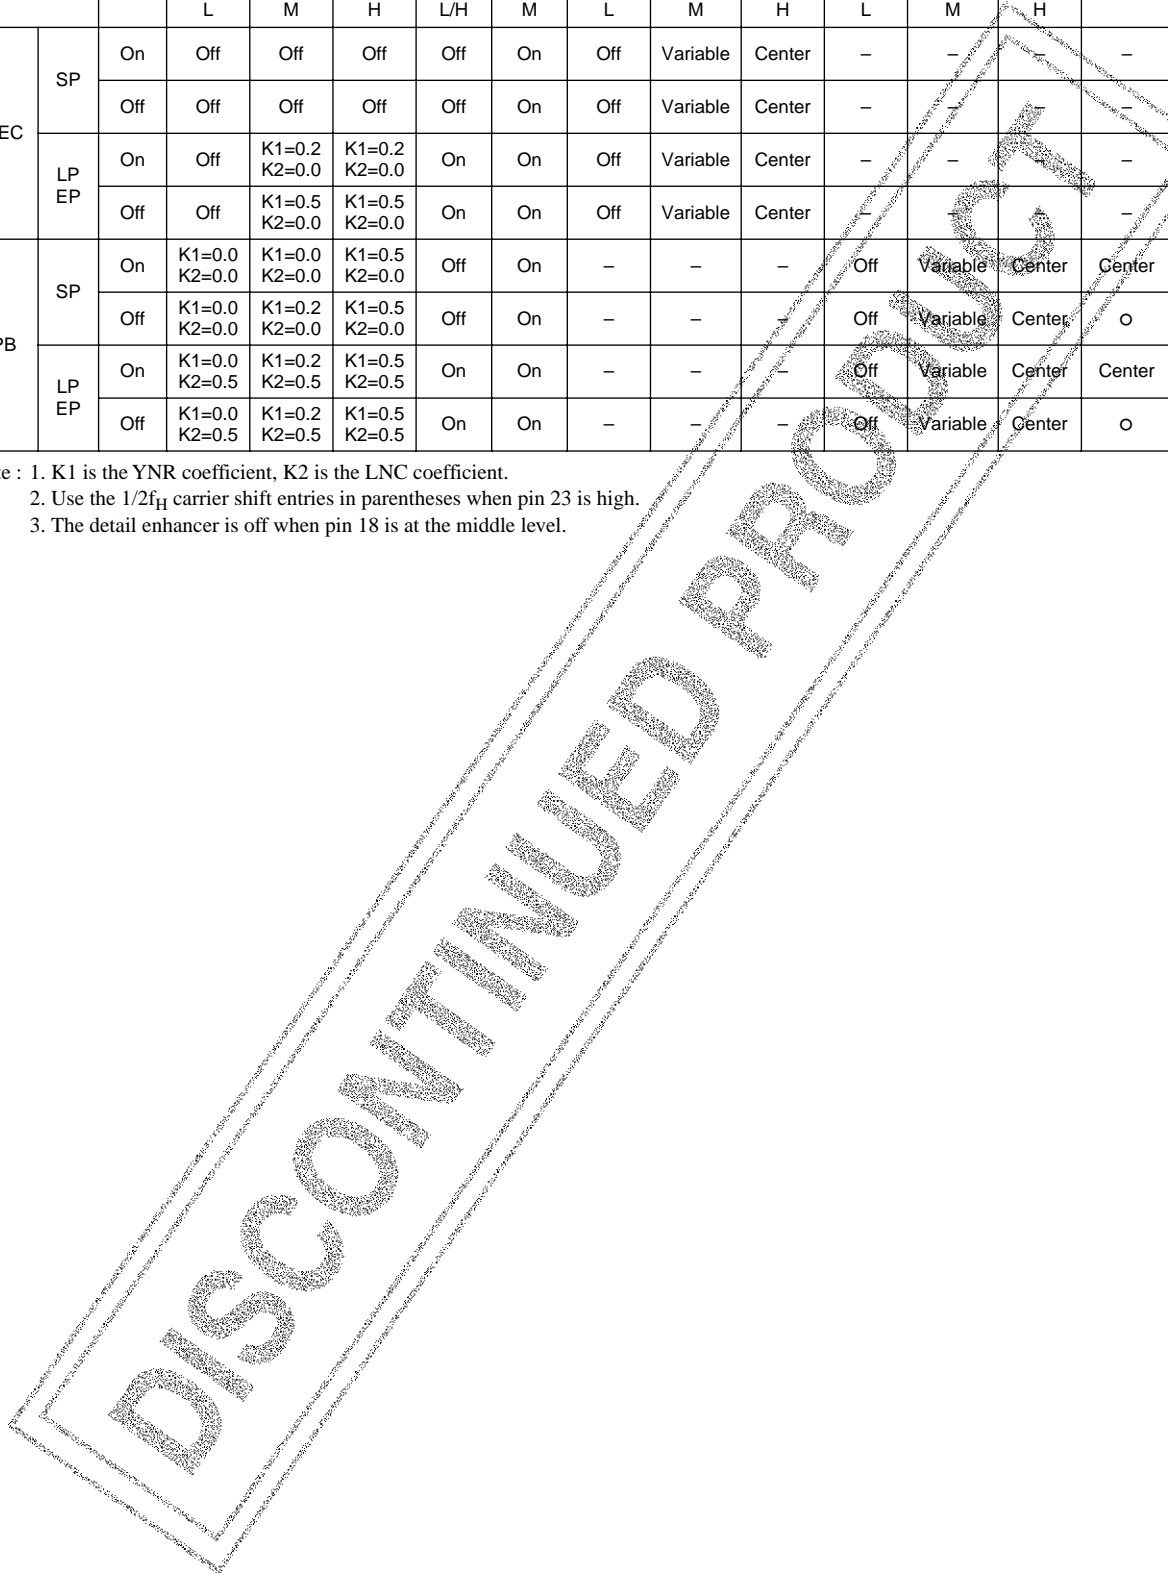 L M H L/H M L M H L M H
EC SP On Off Off Off Off On Off Variable Center – – – –
Off Off Off Off Off On Off Variable Center – – – –
LP EP On Off K1=0.2 K2=0.0 K1=0.2 K2=0.0 On On Off Variable Center – – – –
Off Off K1=0.5 K2=0.0 K1=0.5 K2=0.0 On On Off Variable Center – – – –
PB SP On K1=0.0 K2=0.0 K1=0.0 K2=0.0 K1=0.5 K2=0.0 Off On – – – Off Variable Center Center
Off K1=0.0 K2=0.0 K1=0.2 K2=0.0 K1=0.5 K2=0.0 Off On – – – Off Variable Center ○
LP EP On K1=0.0 K2=0.5 K1=0.2 K2=0.5 K1=0.5 K2=0.5 On On – – – Off Variable Center Center
Off K1=0.0 K2=0.5 K1=0.2 K2=0.5 K1=0.5 K2=0.5 On On – – – Off Variable Center ○
te : 1. K1 is the YNR coefficient, K2 is the LNC coefficient.
2. Use the 1/2fH carrier shift entries in parentheses when pin 23 is high.
3. The detail enhancer is off when pin 18 is at the middle level.
DISCONTINUED PRODUCT